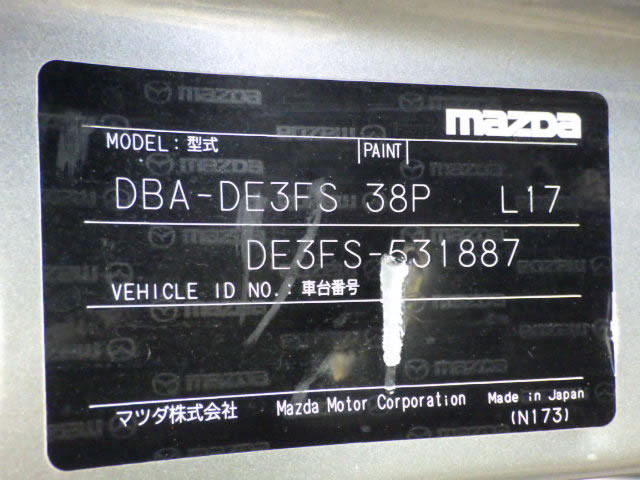 mazda
MODEL:型式 PAINT
DBA-DE3FS 38P L17
DE3FS-531887
VEHICLE ID NO.:車台番号
マツダ株式会社 Mazda Motor Corporation Made in Japan
(N173)